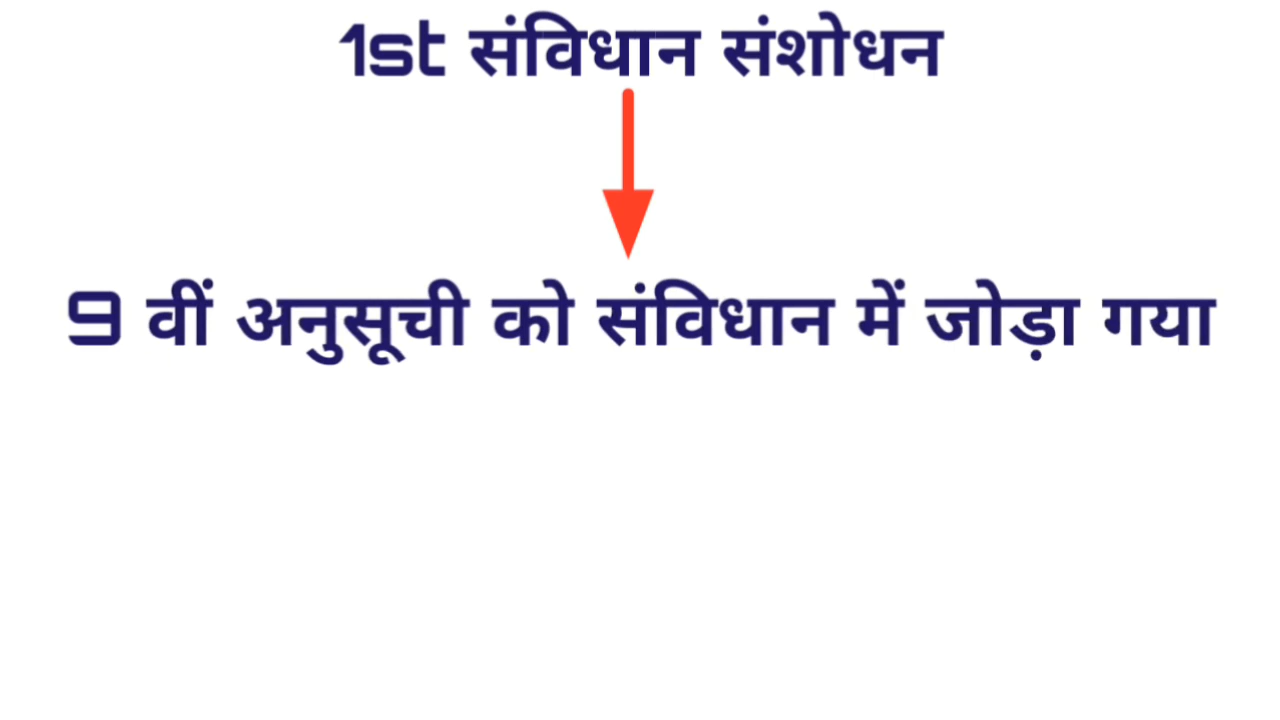 1st संविधान संशोधन
9 वीं अनुसूची को संविधान में जोड़ा गया